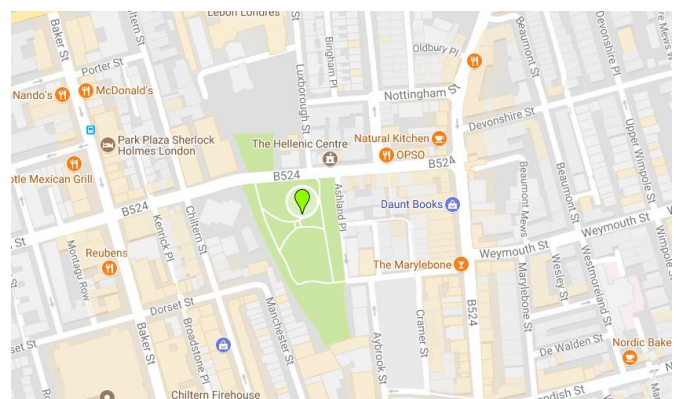 Lebon Londres
Baker St
Chiltern St
Porter St
Luxborough St
Bingham Pl
Oldbury Pl
Beaumont St
Devonshire Pl
Upper Wimpole St
Nando's
McDonald's
Nottingham St
Devonshire St
Park Plaza Sherlock
Holmes London
The Hellenic Centre
Natural Kitchen
OPSO
B524
B524
Mexican Grill
B524
Ashland Pl
Daunt Books
Beaumont Mews
Chiltern St
Kenrick Pl
Montagu Row
Reubens
The Marylebone
Weymouth St
Wesley St
Westmoreland St
Wimpole St
Marylebone St
Dorset St
Manchester St
Baker St
Broadstone Pl
Aybrook St
Cramer St
B524
De Walden St
Nordic Bake
Chiltern Firehouse